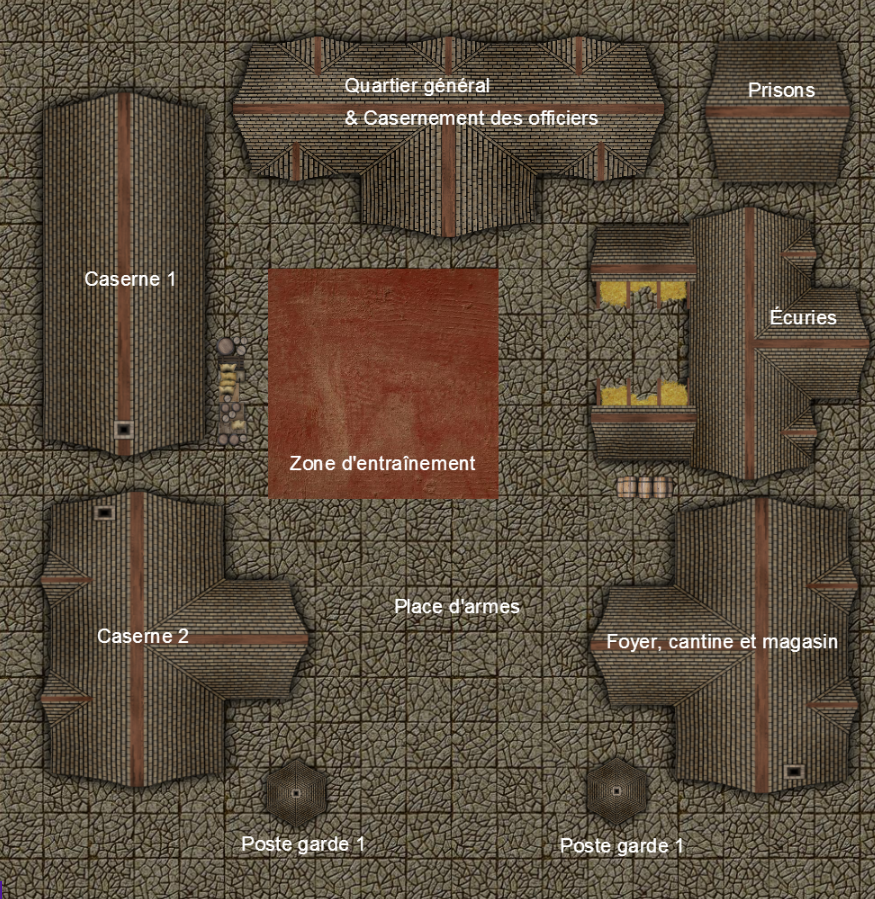 Quartier général
& Casernement des officiers
Prisons
Caserne 1
Écuries
Zone d'entraînement
Place d'armes
Caserne 2
Foyer, cantine et magasin
Poste garde 1
Poste garde 1